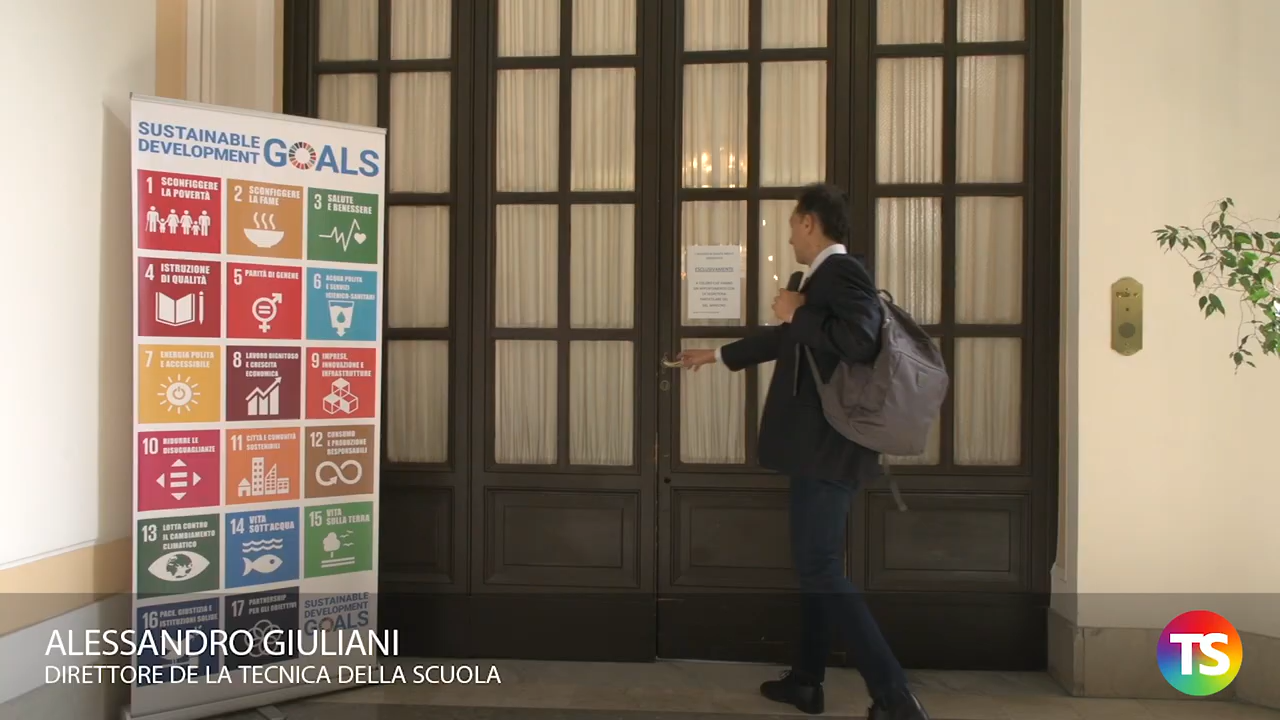 SUSTAINABLE
DEVELOPMENT
GOALS
1 SCONFIGGERE
LA POVERTÀ
2 SCONFIGGERE
LA FAME
3 SALUTE
E BENESSERE
4 ISTRUZIONE
DI QUALITÀ
5 PARITÀ DI GENERE
6 ACQUA PULITA
E SERVIZI
IGIENICO-SANITARI
7 ENERGIA PULITA
E ACCESSIBILE
8 LAVORO DIGNITOSO
E CRESCITA
ECONOMICA
9 IMPRESE,
INNOVAZIONE E
INFRASTRUTTURE
10 RIDURRE LE
DISUGUAGLIANZE
11 CITTÀ E COMUNITÀ
SOSTENIBILI
12 CONSUMO
E PRODUZIONE
RESPONSABILI
13 LOTTA CONTRO
IL CAMBIAMENTO
CLIMATICO
14 VITA
SOTT'ACQUA
15 VITA
SULLA TERRA
16 PACE, GIUSTIZIA E
ISTITUZIONI SOLIDE
17 PARTNERSHIP
PER GLI OBIETTIVI
SUSTAINABLE
DEVELOPMENT
GOALS
ESCLUSIVAMENTE
ALESSANDRO GIULIANI
DIRETTORE DE LA TECNICA DELLA SCUOLA
TS